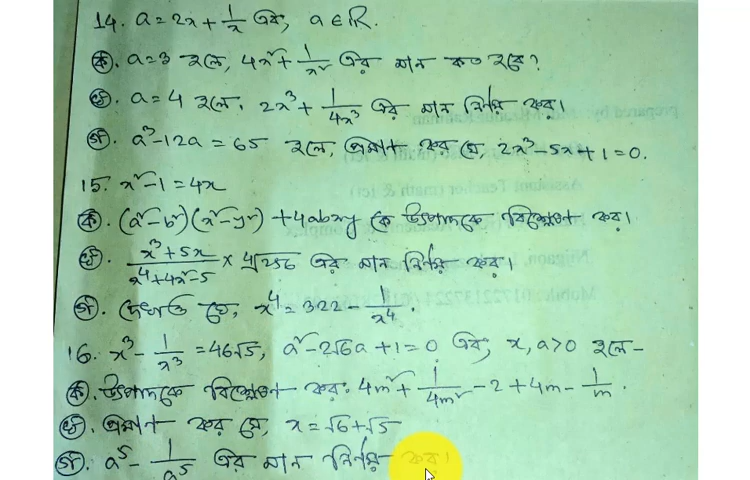 14. a = 2x + 1/x এবং, a ∈ ℝ.
(ক). a = 3 হলে, 4x² + 1/x² এর মান কত হবে?
(খ). a = 4 হলে, 2x³ + 1/4x³ এর মান নির্ণয় কর।
(গ). a³ - 12a = 65 হলে, প্রমাণ কর যে, 2x³ - 5x + 1 = 0.
15. x² - 1 = 4x
(ক). (a² - b²)(x² - y²) + 4abxy কে উৎপাদকে বিশ্লেষণ কর।
(খ). x³ + 5x / x⁴ + 4x² - 5 × 4√256 এর মান নির্ণয় কর।
(গ). দেখাও যে, x⁴ = 322 - 1/x⁴.
16. x³ - 1/x³ = 46√5, a² - 2√6a + 1 = 0 এবং, x, a > 0 হলে-
(ক). উৎপাদকে বিশ্লেষণ কর: 4m² + 1/4m² - 2 + 4m - 1/m.
(খ). প্রমাণ কর যে, x = √6 + √5
(গ). a⁵ - 1/a⁵ এর মান নির্ণয় কর।